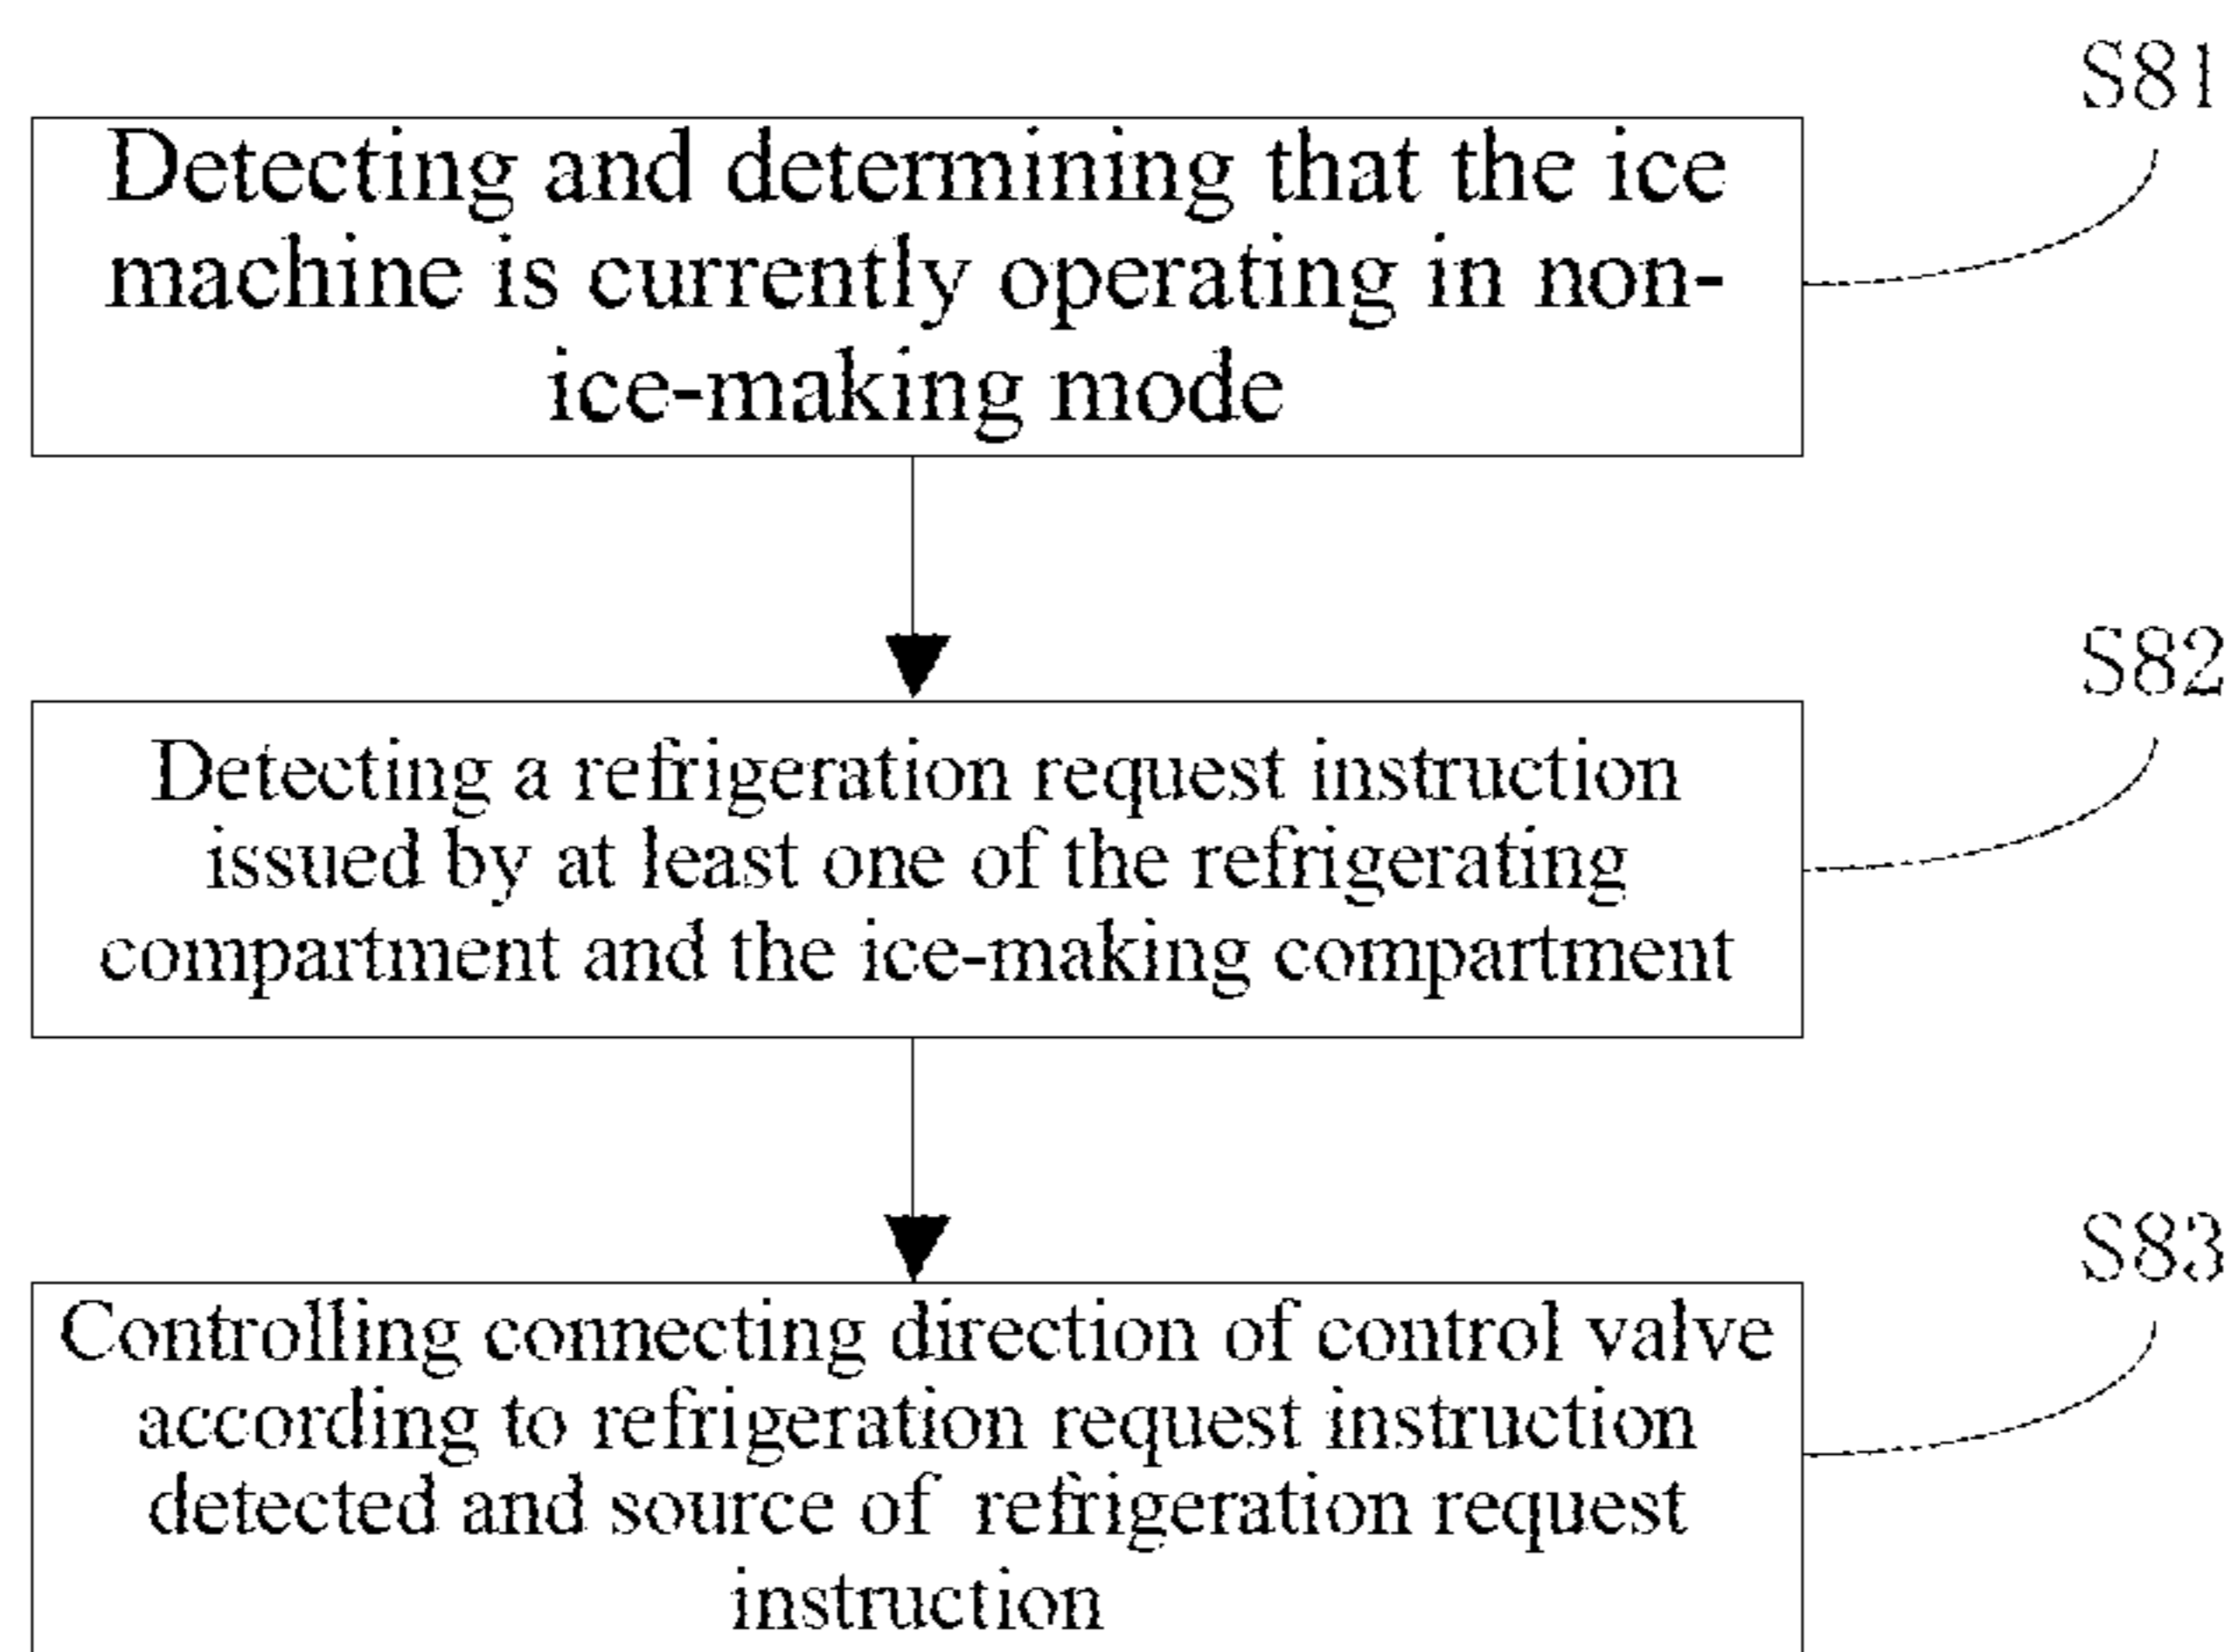 S81
Detecting and determining that the ice
machine is currently operating in non-
ice-making mode
S82
Detecting a refrigeration request instruction
issued by at least one of the refrigerating
compartment and the ice-making compartment
S83
Controlling connecting direction of control valve
according to refrigeration request instruction
detected and source of refrigeration request
instruction